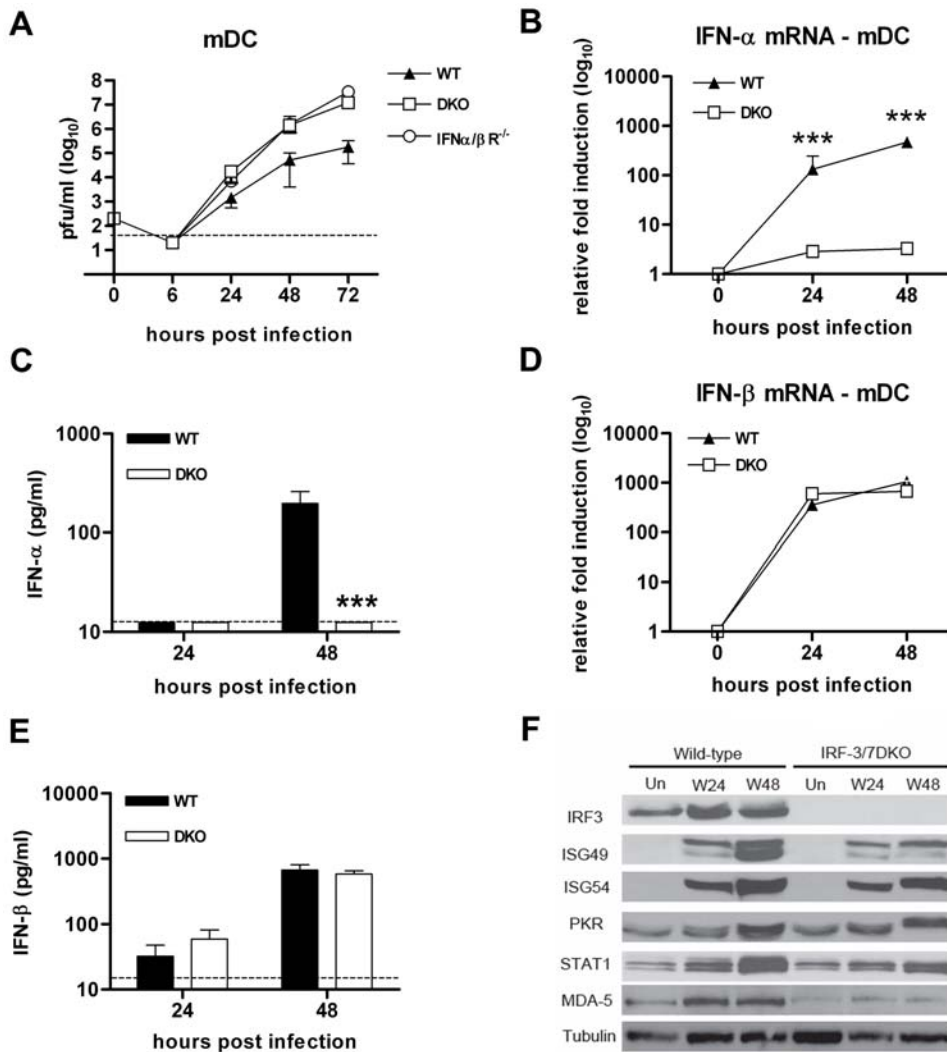 A
mDC
WT
DKO
IFNα/β R-/-
pfu/ml (log10)
8
7
6
5
4
3
2
1
0 6 24 48 72
hours post infection
B
IFN-α mRNA - mDC
WT
DKO
relative fold induction (log10)
10000
1000
100
10
1
*** ***
0 24 48
hours post infection
C
WT
DKO
IFN-α (pg/ml)
1000
100
10
***
24 48
hours post infection
D
IFN-β mRNA - mDC
WT
DKO
relative fold induction (log10)
10000
1000
100
10
1
0 24 48
hours post infection
E
WT
DKO
IFN-β (pg/ml)
10000
1000
100
10
24 48
hours post infection
F
Wild-type IRF-3/7DKO
Un W24 W48 Un W24 W48
IRF3
ISG49
ISG54
PKR
STAT1
MDA-5
Tubulin